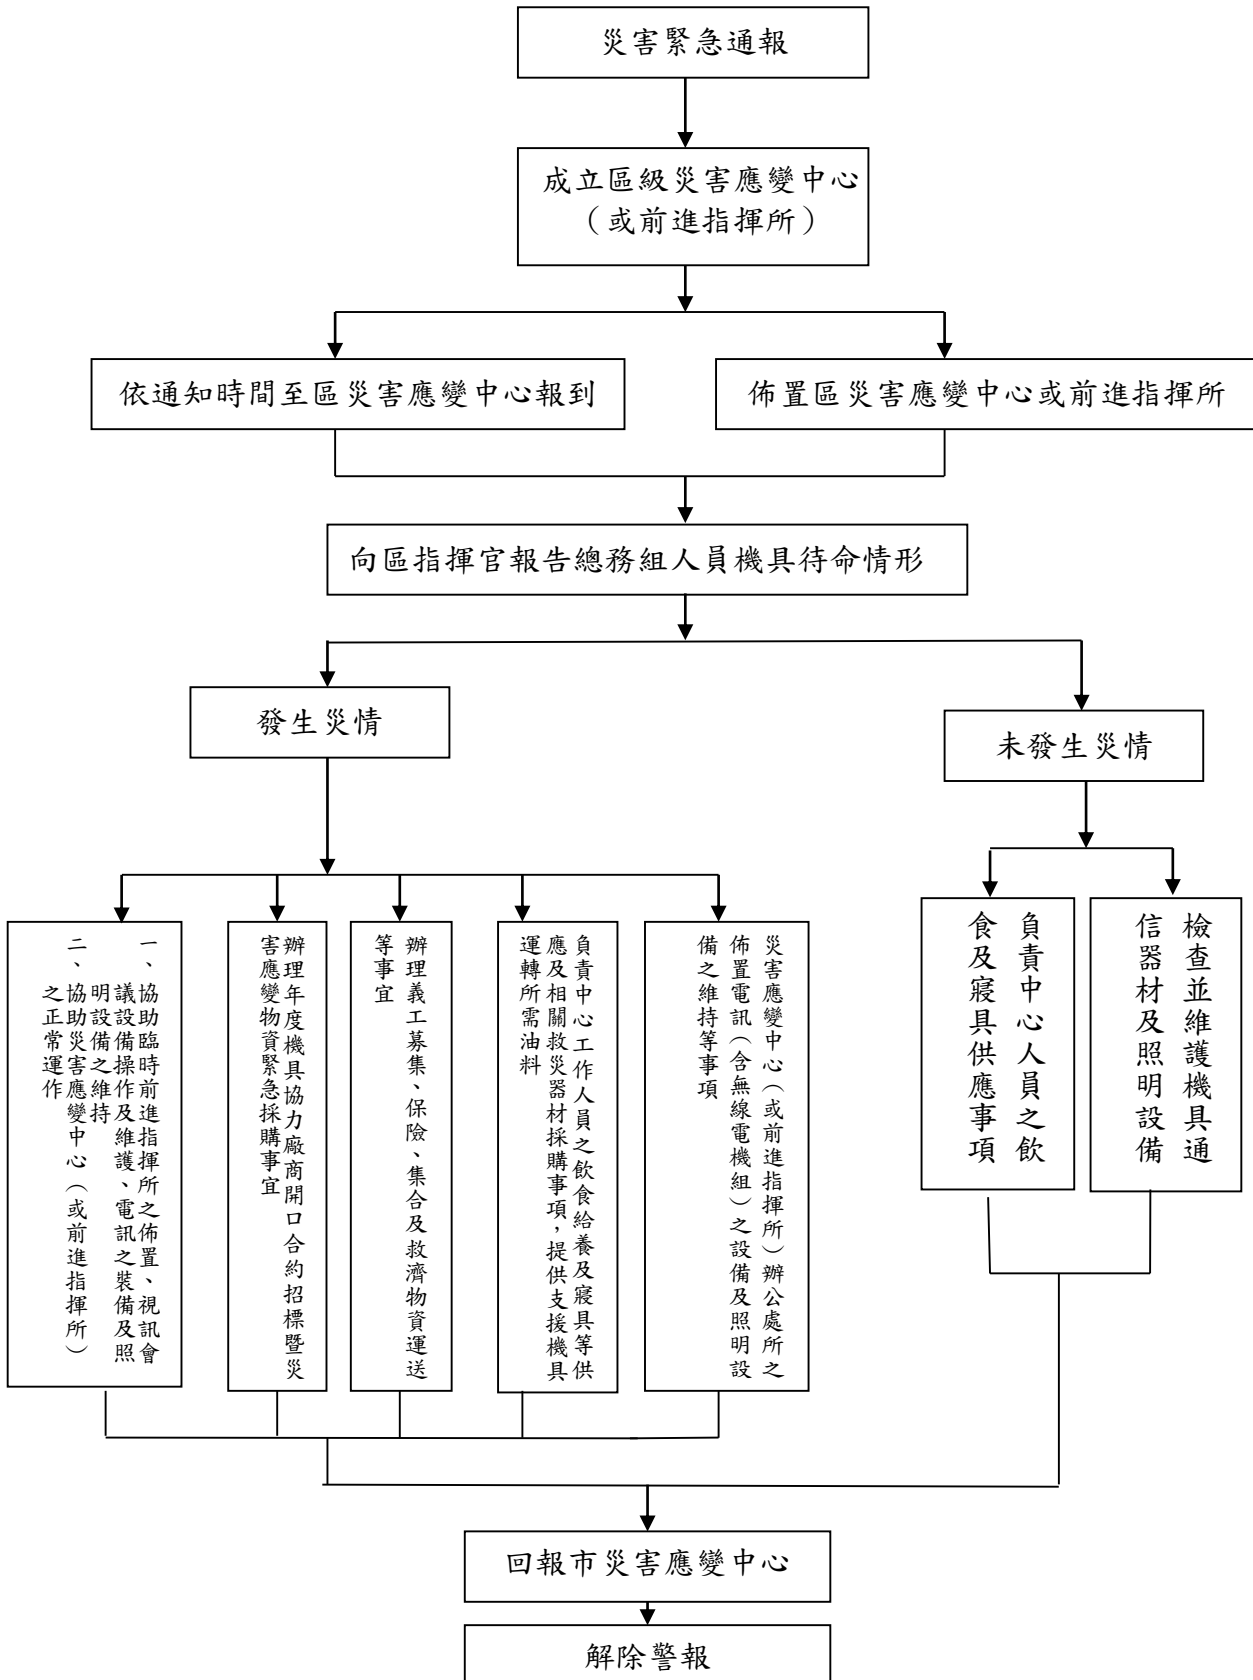 災害緊急通報
成立區級災害應變中心
（或前進指揮所）
依通知時間至區災害應變中心報到
佈置區災害應變中心或前進指揮所
向區指揮官報告總務組人員機具待命情形
發生災情
未發生災情
一、協助臨時前進指揮所之佈置、視訊會
議設備操作及維護、電訊之裝備及照
明設備之維持
二、協助災害應變中心（或前進指揮所）
之正常運作
辦理年度機具協力廠商開口合約招標暨災
害應變物資緊急採購事宜
辦理義工募集、保險、集合及救濟物資運送
等事宜
負責中心工作人員之飲食給養及寢具等供
應及相關救災器材採購事項，提供支援機具
運轉所需油料
災害應變中心（或前進指揮所）辦公處所之
佈置電訊（含無線電機組）之設備及照明設
備之維持等事項
負責中心人員之飲
食及寢具供應事項
檢查並維護機具通
信器材及照明設備
回報市災害應變中心
解除警報